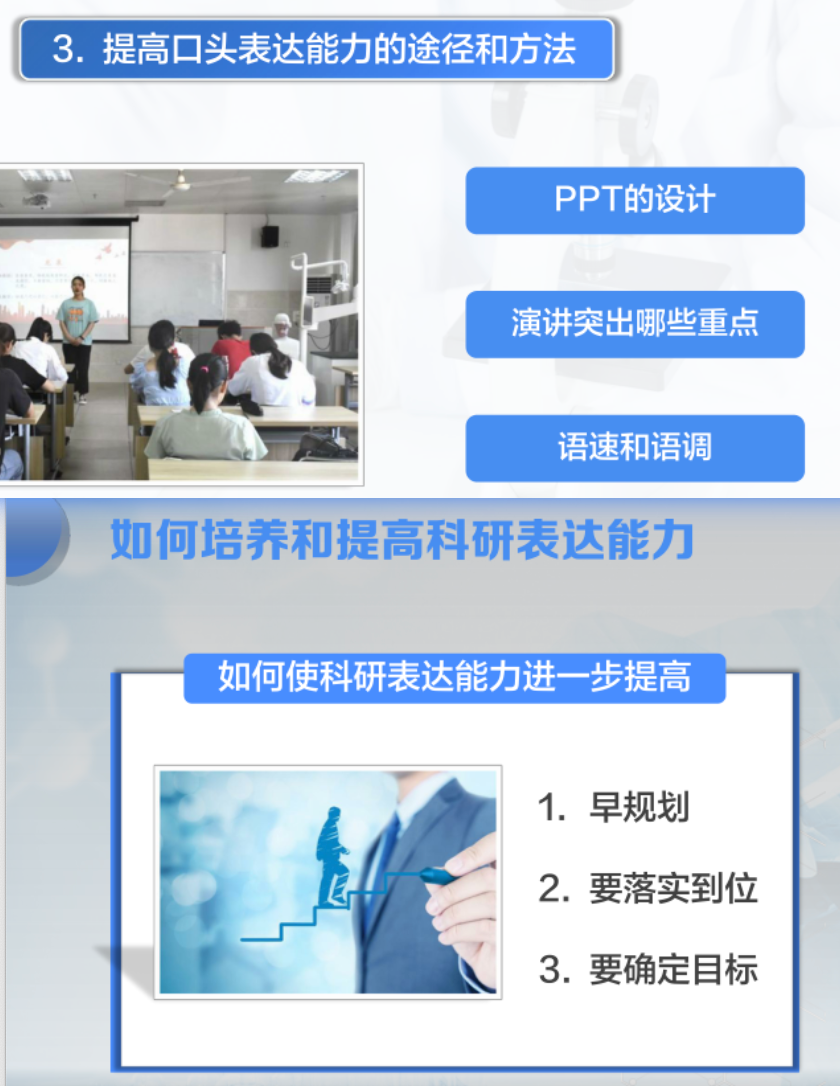 3. 提高口头表达能力的途径和方法
PPT的设计
演讲突出哪些重点
语速和语调
如何培养和提高科研表达能力
如何使科研表达能力进一步提高
1. 早规划
2. 要落实到位
3. 要确定目标